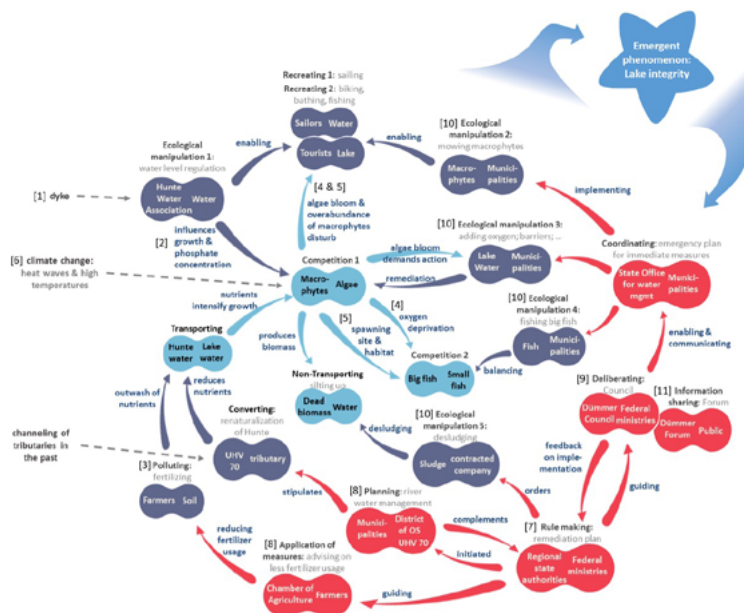 Emergent
phenomenon:
Lake integrity
Recreating 1: sailing
Recreating 2: biking,
bathing, fishing
Sailors Water
Tourists Lake
enabling
enabling
[10] Ecological
manipulation 2:
mowing macrophytes
Macro-
phytes
Munici-
palities
Ecological
manipulation 1:
water level regulation
Hunte
Water
Association
Water
[1] dyke
[4 & 5]
algae bloom &
overabundance
of macrophytes
disturb
implementing
[2] influences
growth &
phosphate
concentration
[10] Ecological manipulation 3:
adding oxygen; barriers; ...
Lake
Water
Munici-
palities
algae bloom
demands action
remediation
Coordinating: emergency plan
for immediate measures
State Office
for water
mgmt
Munici-
palities
[6] climate change:
heat waves & high
temperatures
Competition 1
Macro-
phytes
Algae
nutrients
intensify growth
[4]
oxygen
deprivation
[5]
spawning
site &
habitat
[10] Ecological
manipulation 4:
fishing big fish
Fish
Munici-
palities
enabling &
communicating
Transporting
Hunte
water
Lake
water
produces
biomass
Competition 2
Big fish
Small
fish
balancing
outwash of
nutrients
reduces
nutrients
Non-Transporting
silting up
Dead
biomass
Water
[9] Deliberating:
Council
Dümmer
Council
Federal
ministries
[11] Information
sharing: Forum
Dümmer
Forum
Public
Converting:
renaturalization
of Hunte
UHV
70
tributary
channeling of
tributaries in
the past
desludging
[10] Ecological
manipulation 5:
desludging
Sludge
contracted
company
feedback
on imple-
mentation
guiding
[3] Polluting:
fertilizing
Farmers Soil
stipulates
[8] Planning: river
water management
Munici-
palities
District
of OS
UHV 70
orders
complements
initiated
[7] Rule making:
remediation plan
Regional
state
authorities
Federal
ministries
reducing
fertilizer
usage
[8] Application of
measures: advising on
less fertilizer usage
Chamber of
Agriculture
Farmers
guiding